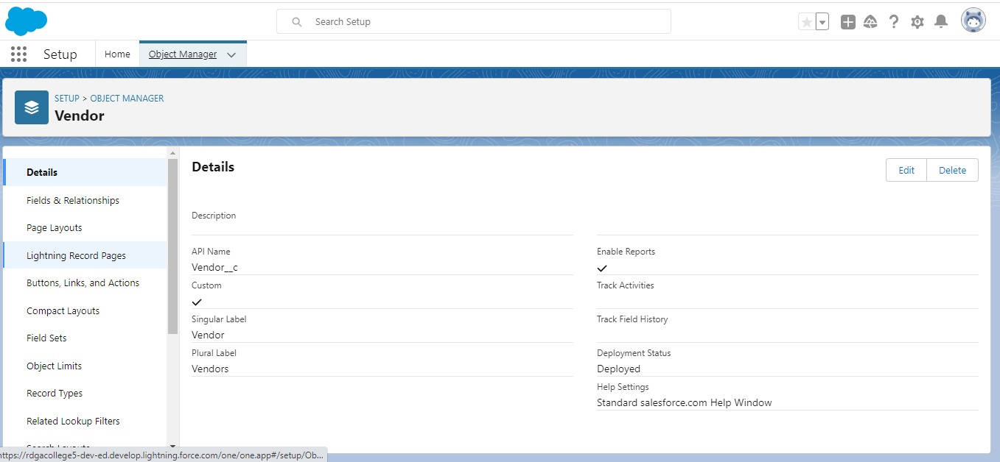 Search Setup
Setup
Home
Object Manager
SETUP > OBJECT MANAGER
Vendor
Details
Fields & Relationships
Page Layouts
Lightning Record Pages
Buttons, Links, and Actions
Compact Layouts
Field Sets
Object Limits
Record Types
Related Lookup Filters
Search Layouts
Details
Edit
Delete
Description
API Name
Vendor__c
Custom
Singular Label
Vendor
Plural Label
Vendors
Enable Reports
Track Activities
Track Field History
Deployment Status
Deployed
Help Settings
Standard salesforce.com Help Window
https://rdgacollege5-dev-ed.develop.lightning.force.com/one/one.app#/setup/Ob...